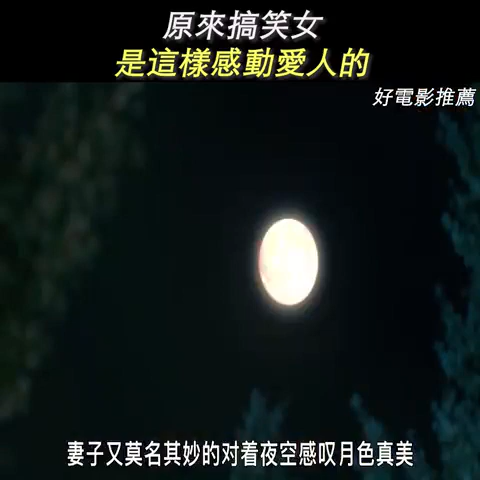 原來搞笑女
是這樣感動愛人的
好電影推薦
妻子又莫名其妙的对着夜空感叹月色真美